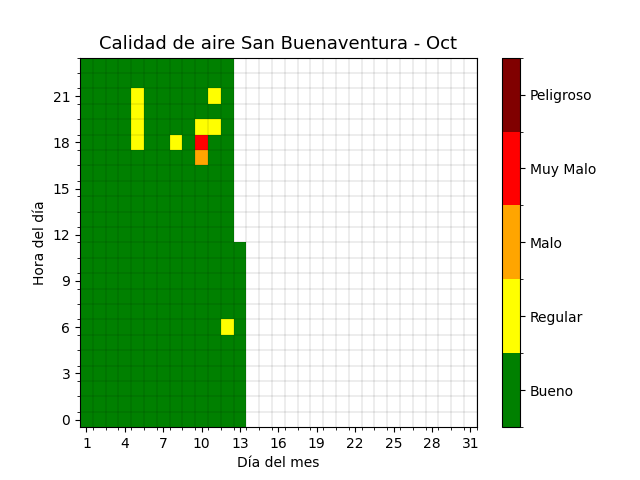 Calidad de aire San Buenaventura - Oct
Hora del día
21
18
15
12
9
6
3
0
1 4 7 10 13 16 19 22 25 28 31
Día del mes
Peligroso
Muy Malo
Malo
Regular
Bueno